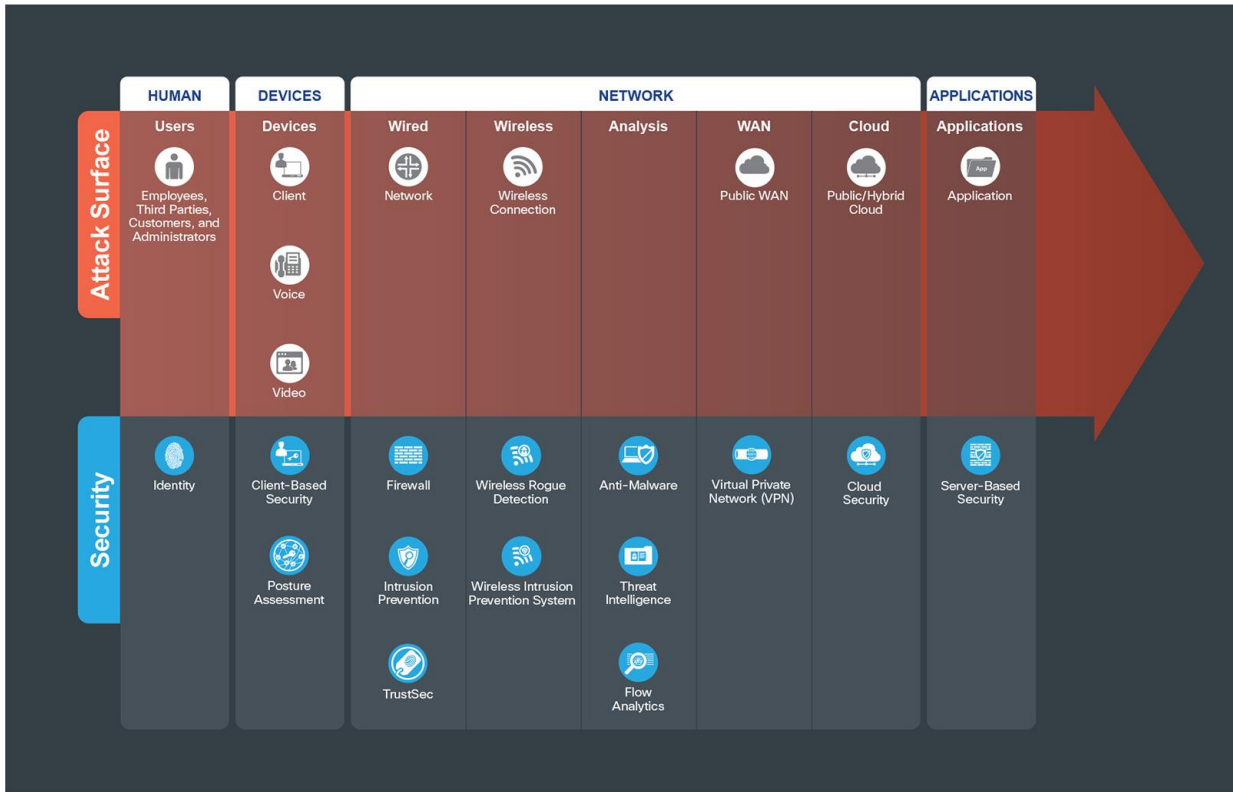 HUMAN
DEVICES
NETWORK
APPLICATIONS
Attack Surface
Users
Devices
Wired
Wireless
Analysis
WAN
Cloud
Applications
Employees,
Third Parties,
Customers, and
Administrators
Client
Voice
Video
Network
Wireless
Connection
Public WAN
Public/Hybrid
Cloud
App
Application
Security
Identity
Client-Based
Security
Posture
Assessment
Firewall
Intrusion
Prevention
TrustSec
Wireless Rogue
Detection
Wireless Intrusion
Prevention System
Anti-Malware
Threat
Intelligence
Flow
Analytics
Virtual Private
Network (VPN)
Cloud
Security
Server-Based
Security